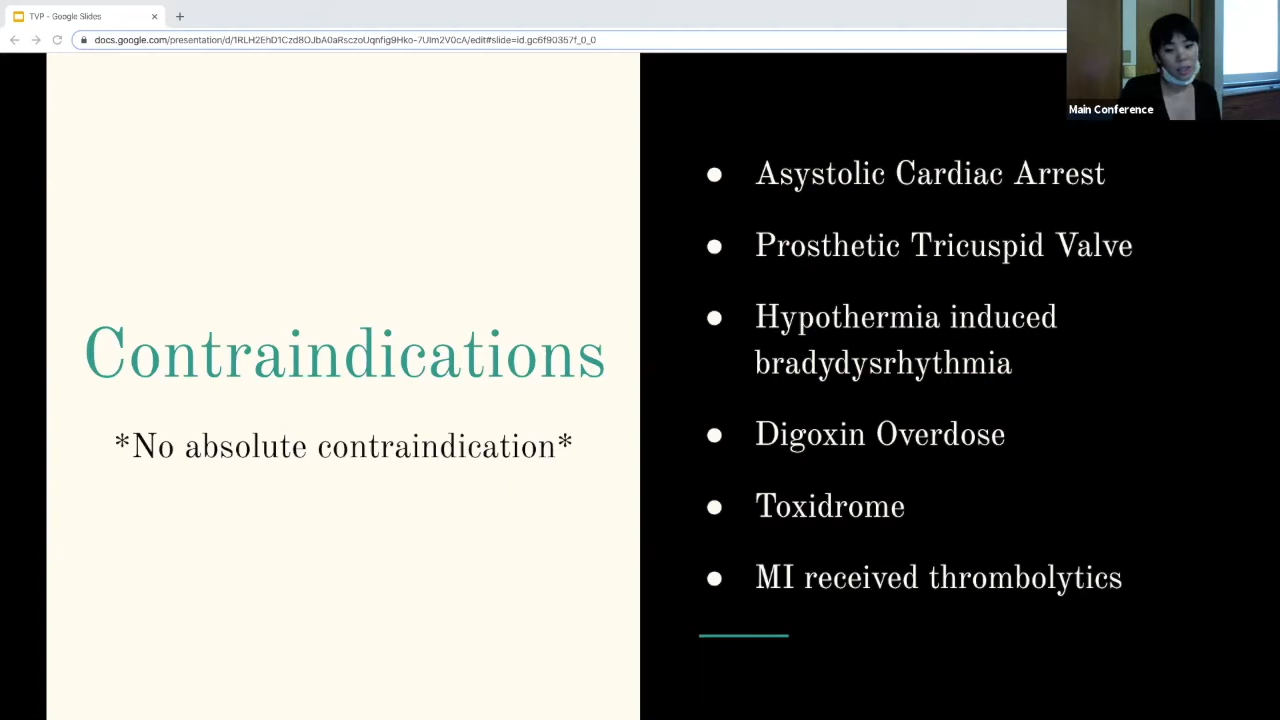 TVP - Google Slides
docs.google.com/presentation/d/1RLH2EhD1Czd8OJbA0aRsczoUqnfig9Hko-7UIm2V0cA/edit#slide=id.gc6f90357f_0_0
Main Conference
Contraindications
*No absolute contraindication*
● Asystolic Cardiac Arrest
● Prosthetic Tricuspid Valve
● Hypothermia induced
bradydysrhythmia
● Digoxin Overdose
● Toxidrome
● MI received thrombolytics